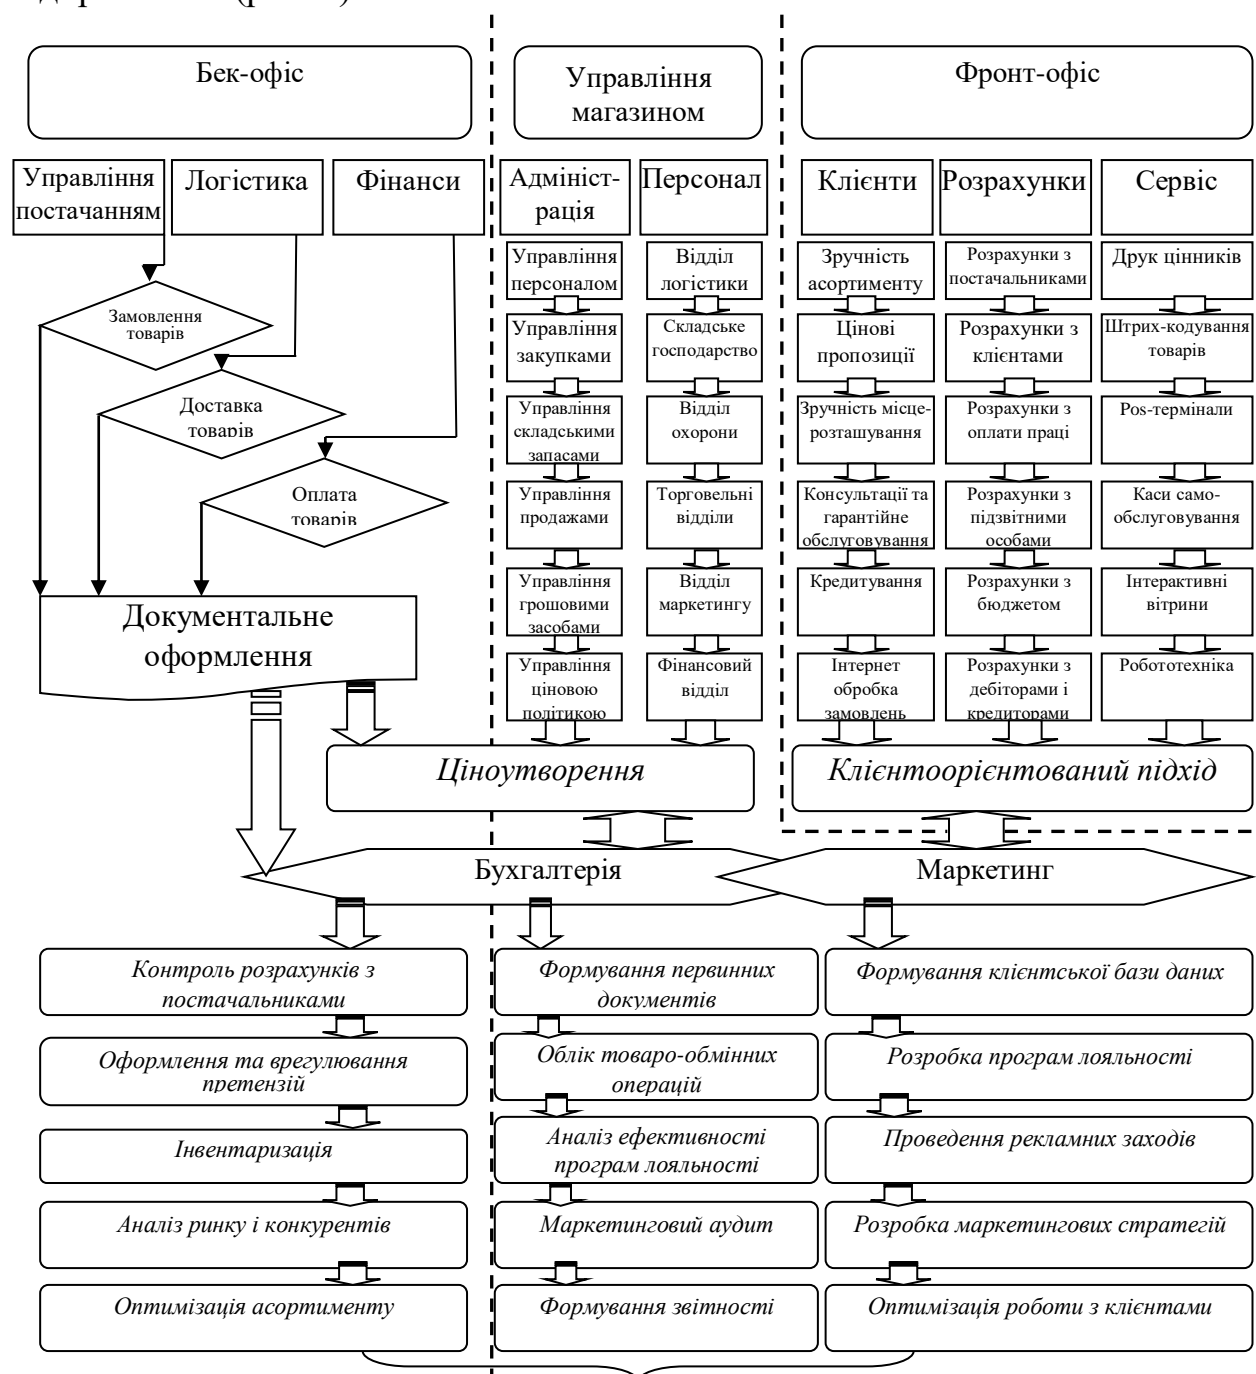 Бек-офіс
Управління
магазином
Фронт-офіс
Управління
постачанням
Логістика
Фінанси
Адмініст-
рація
Персонал
Клієнти
Розрахунки
Сервіс
Замовлення
товарів
Доставка
товарів
Оплата
товарів
Документальне
оформлення
Управління
персоналом
Управління
закупками
Управління
складськими
запасами
Управління
продажами
Управління
грошовими
засобами
Управління
ціновою
політикою
Відділ
логістики
Складське
господарство
Відділ
охорони
Торговельні
відділи
Відділ
маркетингу
Фінансовий
відділ
Зручність
асортименту
Цінові
пропозиції
Зручність місце-
розташування
Консультації та
гарантійне
обслуговування
Кредитування
Інтернет
обробка
замовлень
Розрахунки з
постачальниками
Розрахунки з
клієнтами
Розрахунки з
оплати праці
Розрахунки з
підзвітними
особами
Розрахунки з
бюджетом
Розрахунки з
дебіторами і
кредиторами
Друк цінників
Штрих-кодування
товарів
Pos-термінали
Каси само-
обслуговування
Інтерактивні
вітрини
Робототехніка
Ціноутворення
Клієнтоорієнтований підхід
Бухгалтерія
Маркетинг
Контроль розрахунків з
постачальниками
Оформлення та врегулювання
претензій
Інвентаризація
Аналіз ринку і конкурентів
Оптимізація асортименту
Формування первинних
документів
Облік товаро-обмінних
операцій
Аналіз ефективності
програм лояльності
Маркетинговий аудит
Формування звітності
Формування клієнтської бази даних
Розробка програм лояльності
Проведення рекламних заходів
Розробка маркетингових стратегій
Оптимізація роботи з клієнтами